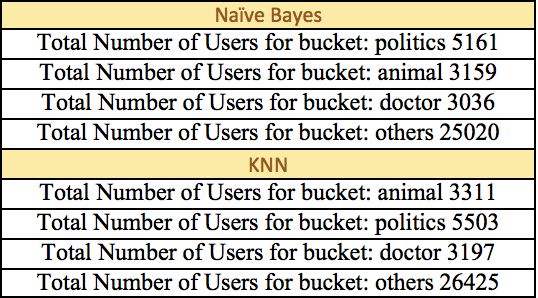 Naïve Bayes
Total Number of Users for bucket: politics 5161
Total Number of Users for bucket: animal 3159
Total Number of Users for bucket: doctor 3036
Total Number of Users for bucket: others 25020
KNN
Total Number of Users for bucket: animal 3311
Total Number of Users for bucket: politics 5503
Total Number of Users for bucket: doctor 3197
Total Number of Users for bucket: others 26425